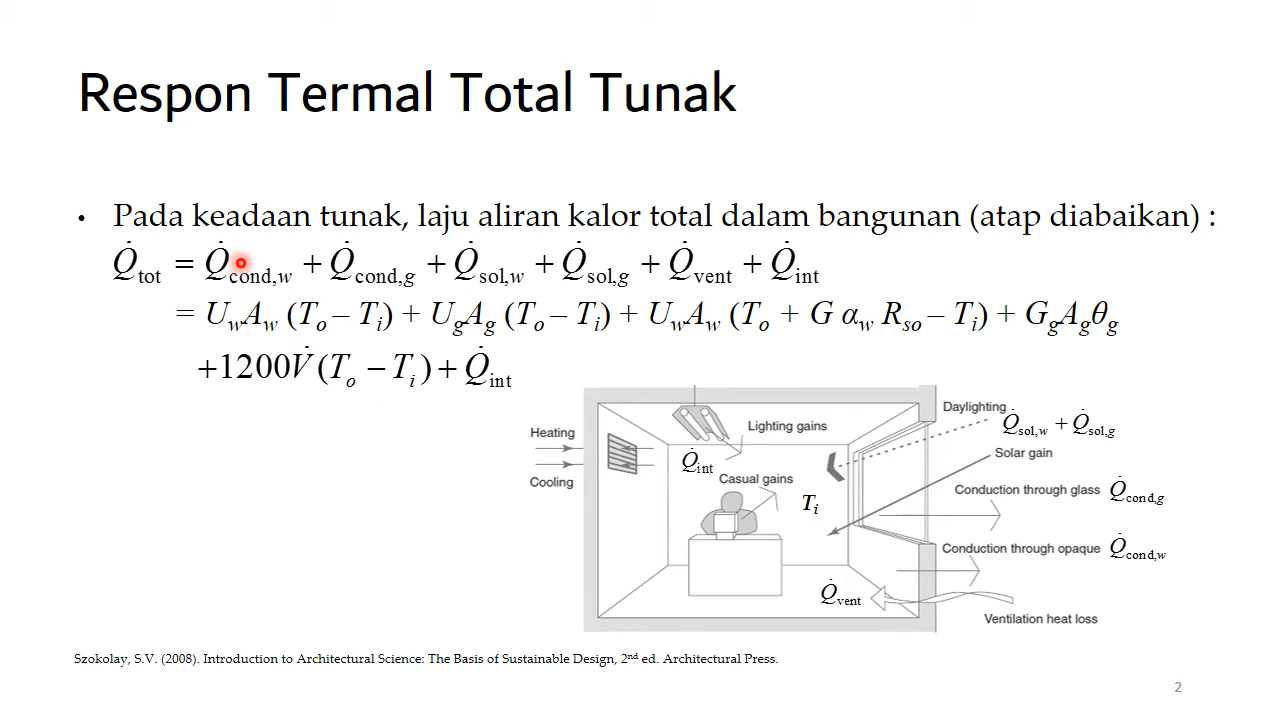 Respon Termal Total Tunak
• Pada keadaan tunak, laju aliran kalor total dalam bangunan (atap diabaikan) :
Q̇tot = Q̇cond,w + Q̇cond,g + Q̇sol,w + Q̇sol,g + Q̇vent + Q̇int
= UwAw (To – Ti) + UgAg (To – Ti) + UwAw (To + G αw Rso – Ti) + GgAgθg
+1200V̇(To − Ti) + Q̇int
Daylighting
Q̇sol,w + Q̇sol,g
Heating
Lighting gains
Solar gain
Q̇int
Cooling
Casual gains
Conduction through glass Q̇cond,g
Ti
Conduction through opaque Q̇cond,w
Q̇vent
Ventilation heat loss
Szokolay, S.V. (2008). Introduction to Architectural Science: The Basis of Sustainable Design, 2nd ed. Architectural Press.
2